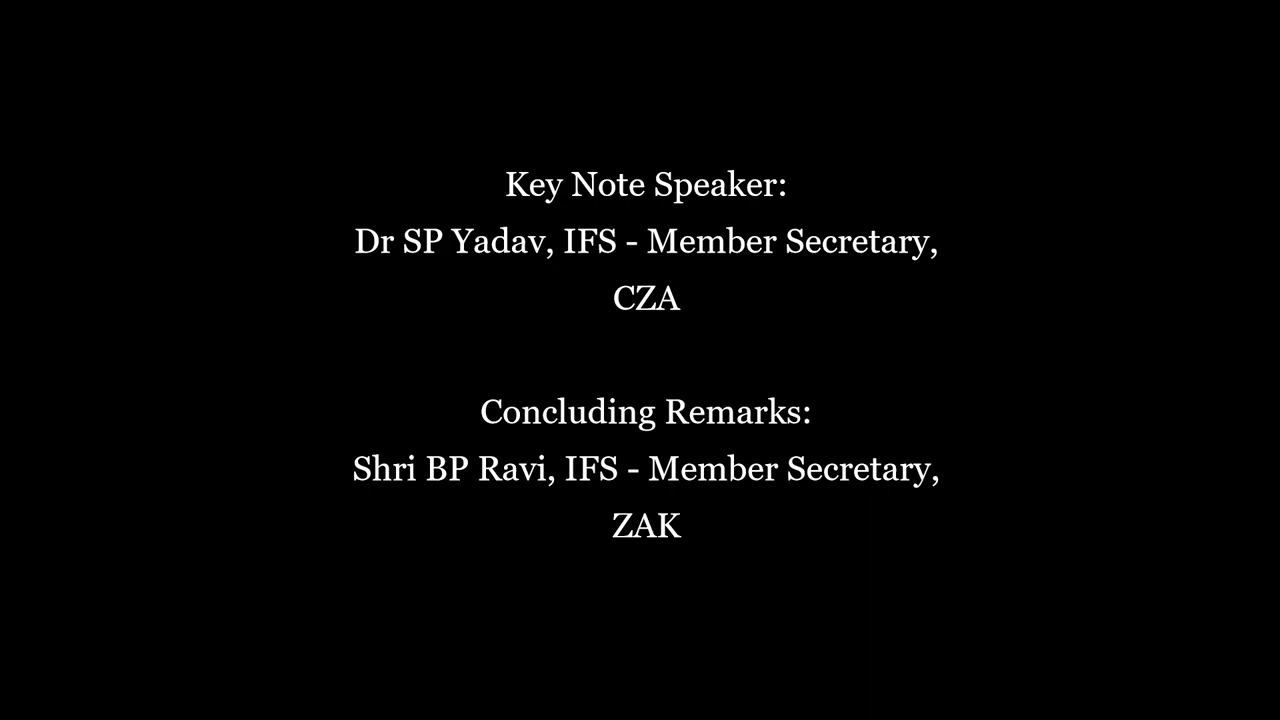 Key Note Speaker:
Dr SP Yadav, IFS - Member Secretary,
CZA
Concluding Remarks:
Shri BP Ravi, IFS - Member Secretary,
ZAK